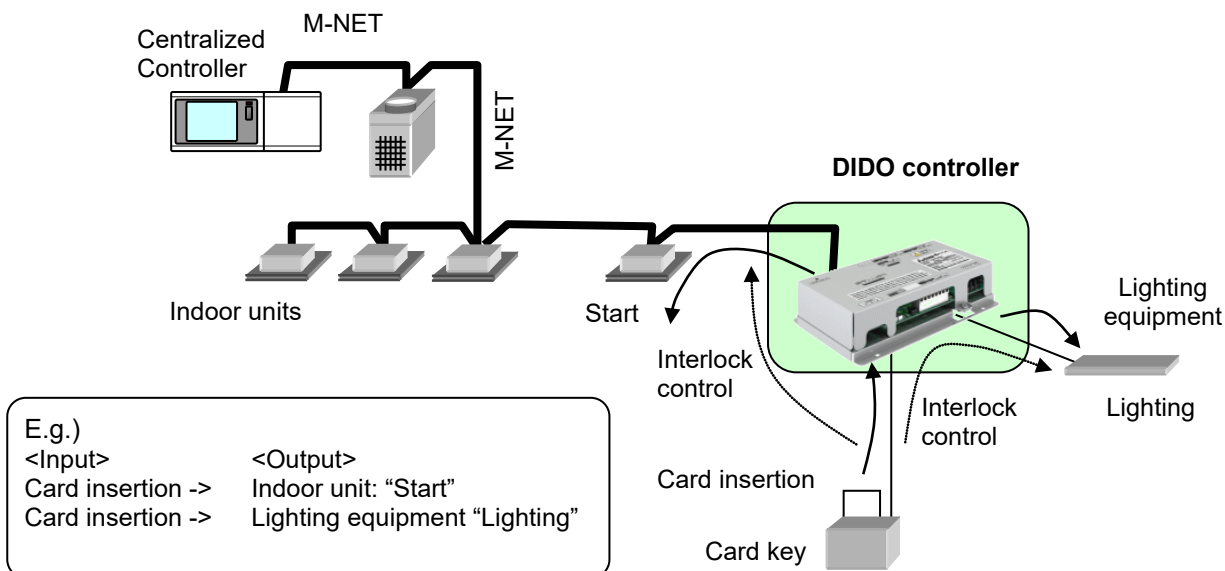 M-NET
Centralized
Controller
M-NET
DIDO controller
Indoor units
Start
Lighting
equipment
Interlock
control
Interlock
control
Lighting
Card insertion
Card key
E.g.)
<Input> <Output>
Card insertion -> Indoor unit: “Start”
Card insertion -> Lighting equipment “Lighting”